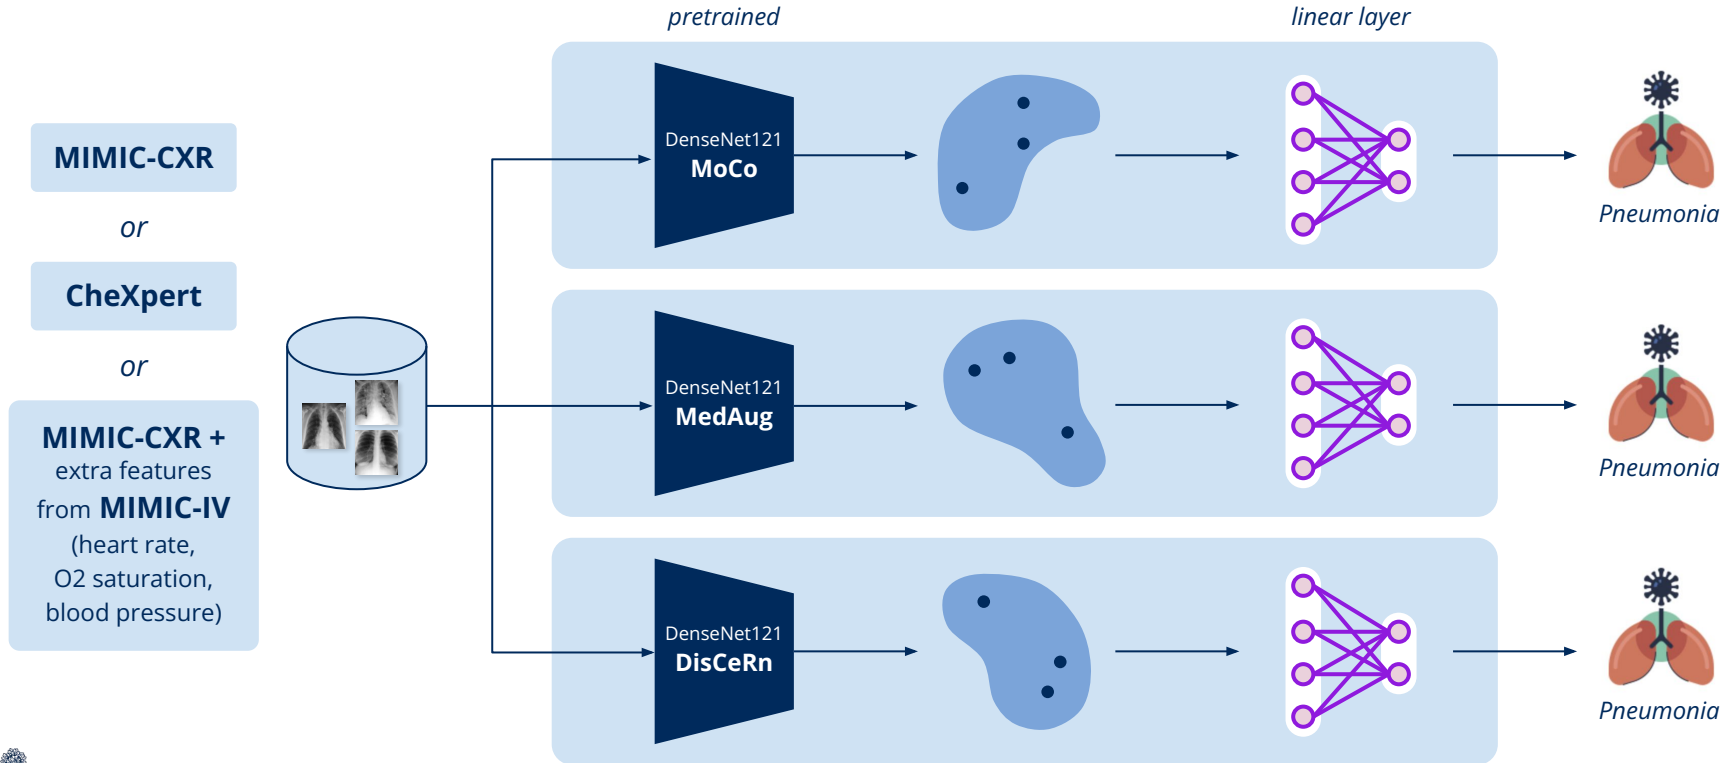 pretrained
linear layer
MIMIC-CXR
or
CheXpert
or
MIMIC-CXR +
extra features
from MIMIC-IV
(heart rate,
O2 saturation,
blood pressure)
DenseNet121
MoCo
Pneumonia
DenseNet121
MedAug
Pneumonia
DenseNet121
DisCeRn
Pneumonia